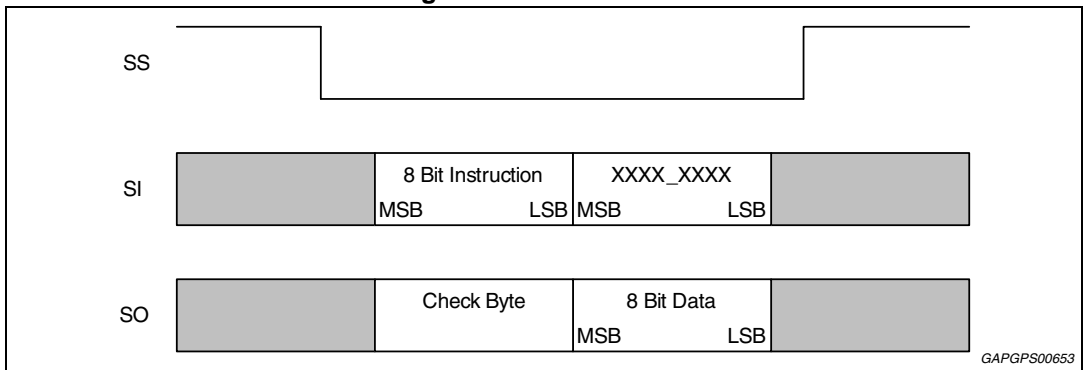 SS
SI
8 Bit Instruction
XXXX_XXXX
MSB LSB MSB LSB
SO
Check Byte
8 Bit Data
MSB LSB
GAPGPS00653